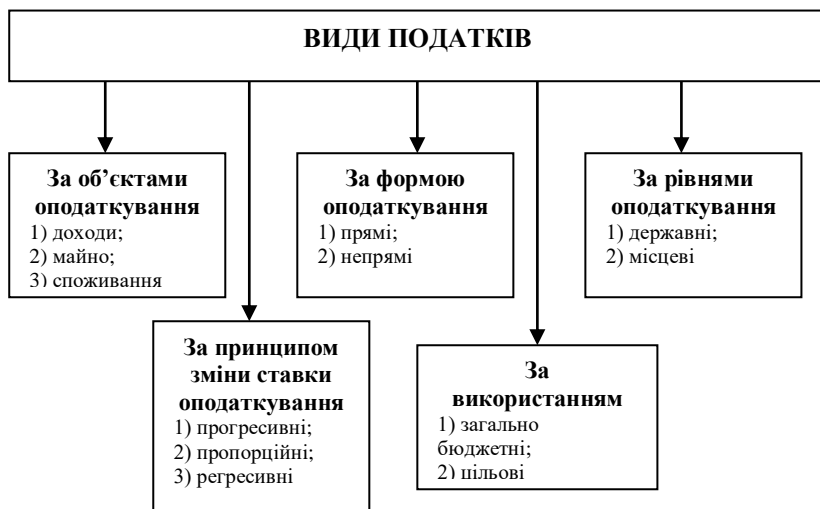 ВИДИ ПОДАТКІВ
За об’єктами
оподаткування
1) доходи;
2) майно;
3) споживання
За формою
оподаткування
1) прямі;
2) непрямі
За рівнями
оподаткування
1) державні;
2) місцеві
За принципом
зміни ставки
оподаткування
1) прогресивні;
2) пропорційні;
3) регресивні
За
використанням
1) загально
бюджетні;
2) цільові